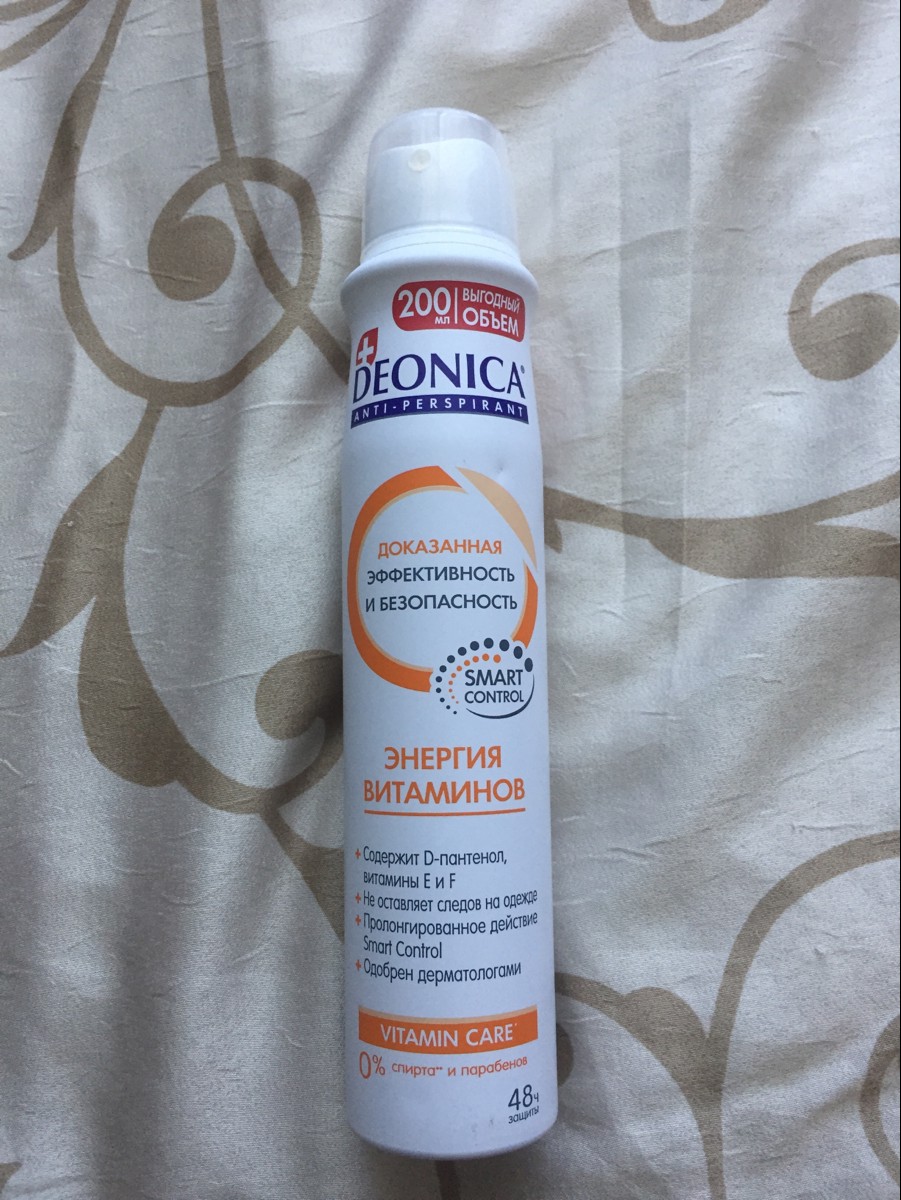 200 мл ВЫГОДНЫЙ ОБЪЕМ
DEONICA®
ANTI-PERSPIRANT
ДОКАЗАННАЯ
ЭФФЕКТИВНОСТЬ
И БЕЗОПАСНОСТЬ
SMART
CONTROL
ЭНЕРГИЯ
ВИТАМИНОВ
+ Содержит D-пантенол,
витамины Е и F
+ Не оставляет следов на одежде
+ Пролонгированное действие
Smart Control
+ Одобрен дерматологами
VITAMIN CARE*
0% спирта** и парабенов
48ч
защиты